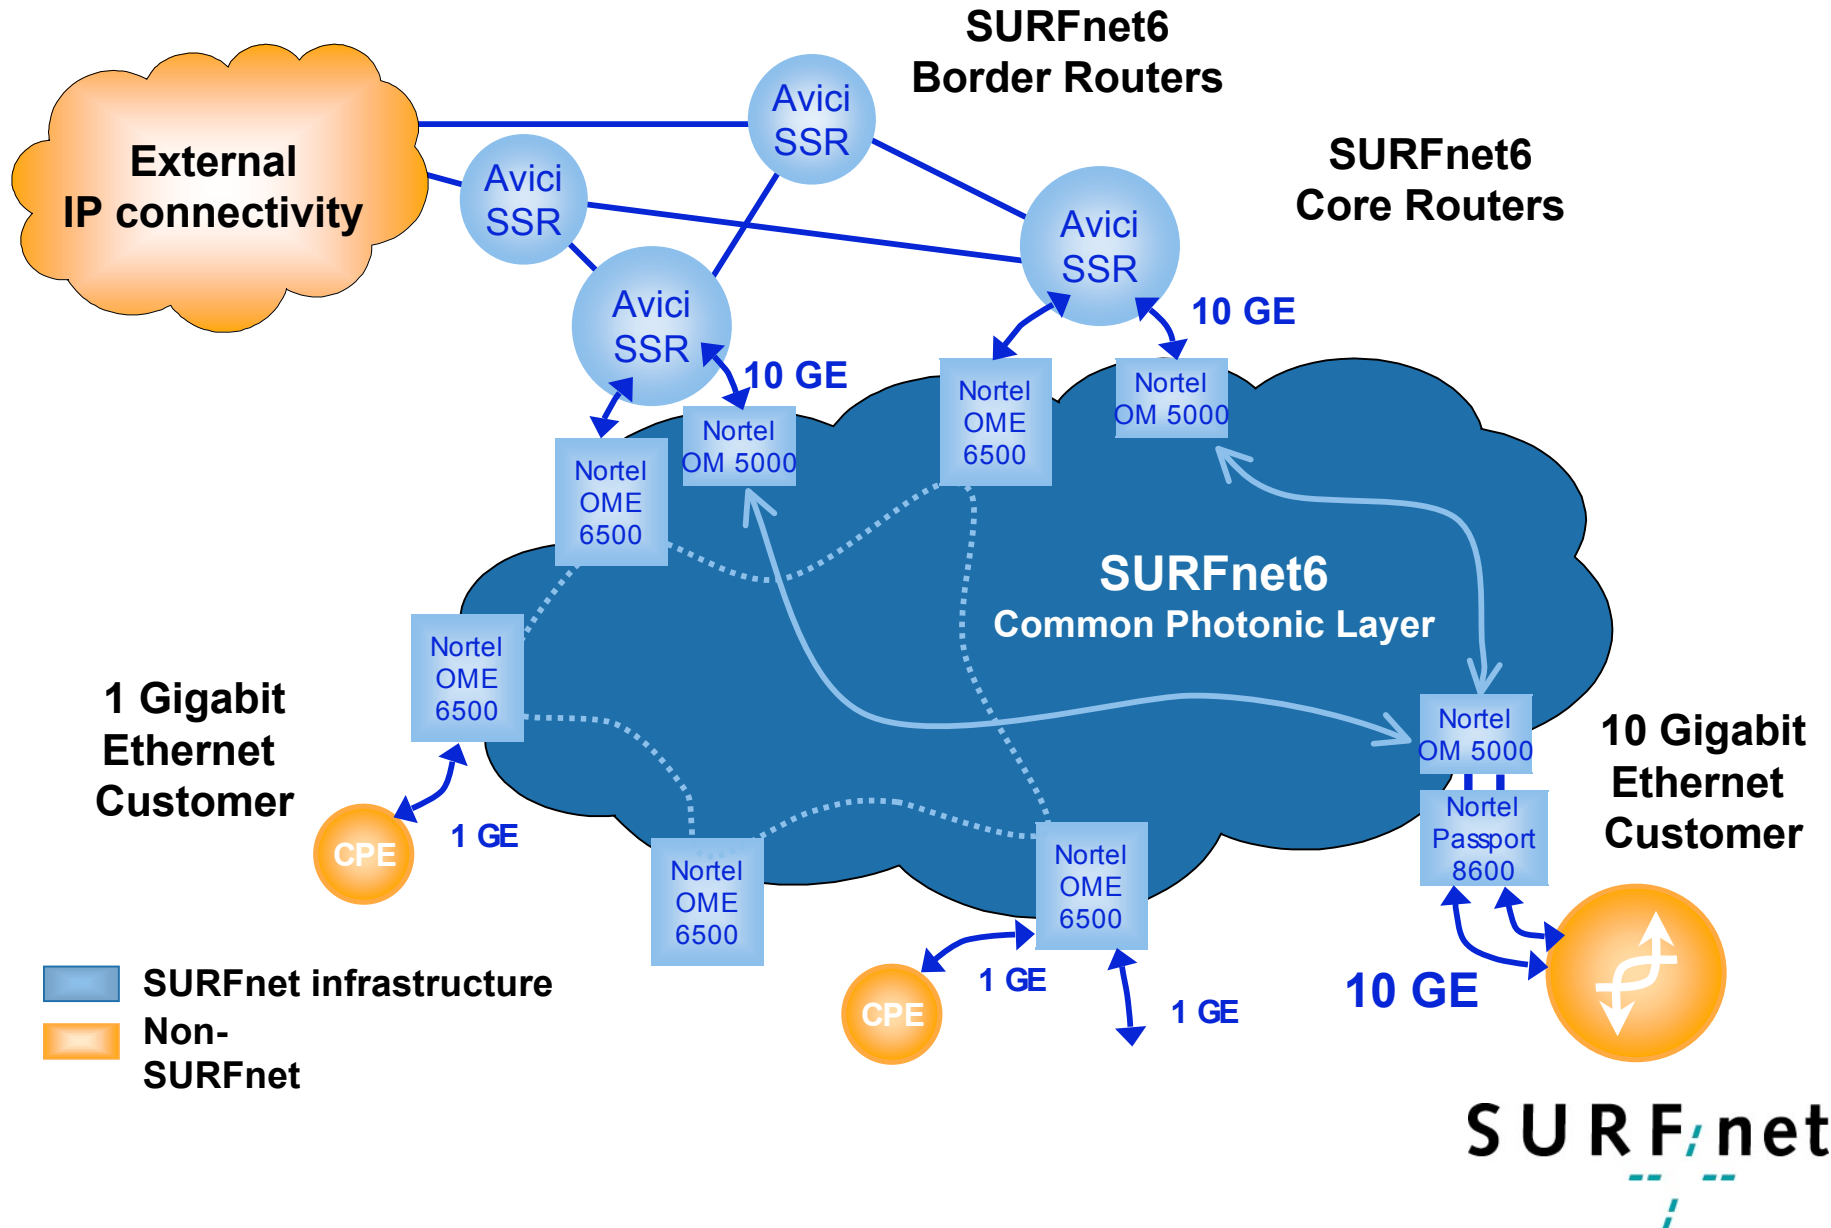 SURFnet6
Border Routers
Avici
SSR
External
IP connectivity
SURFnet6
Core Routers
Avici
SSR
Avici
SSR
Avici
SSR
10 GE
10 GE
Nortel
OME
6500
Nortel
OM 5000
Nortel
OM 5000
Nortel
OME
6500
SURFnet6
Common Photonic Layer
Nortel
OME
6500
1 Gigabit
Ethernet
Customer
Nortel
OM 5000
10 Gigabit
Ethernet
Customer
Nortel
Passport
8600
CPE
1 GE
Nortel
OME
6500
Nortel
OME
6500
CPE
1 GE
1 GE
10 GE
SURFnet infrastructure
Non-
SURFnet
SURFnet